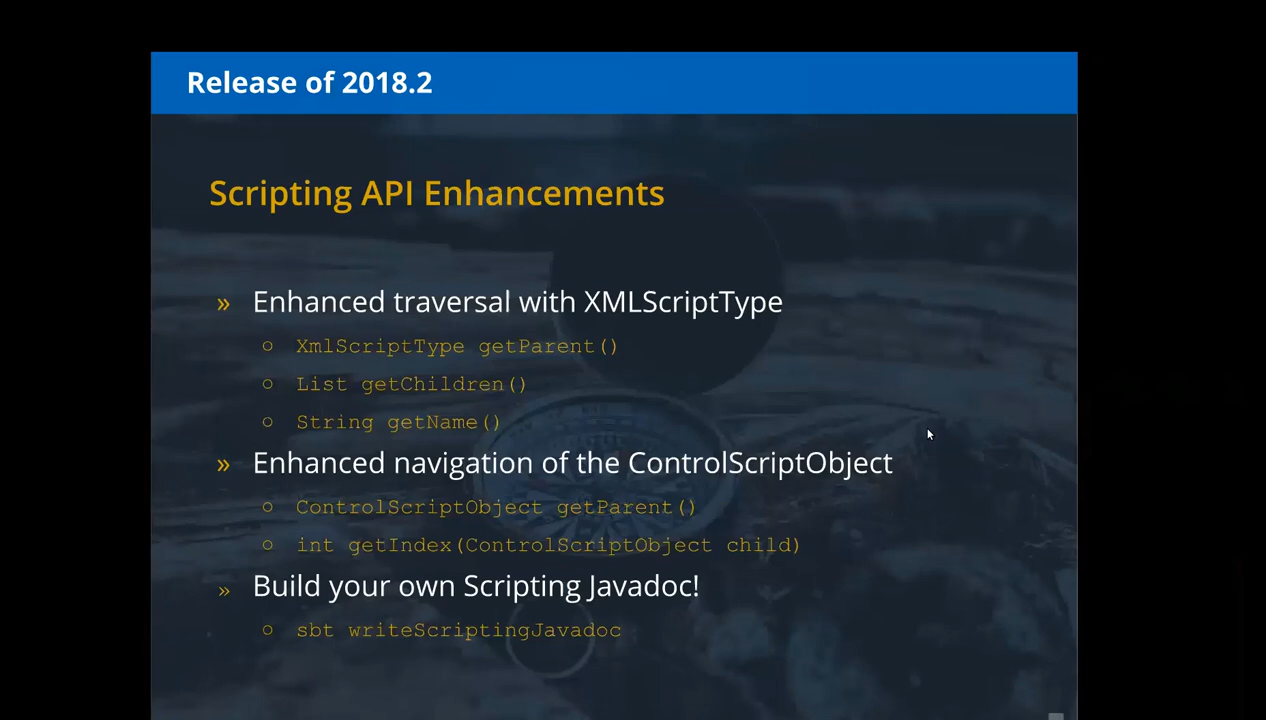 Release of 2018.2
Scripting API Enhancements
» Enhanced traversal with XMLScriptType
○ XmlScriptType getParent()
○ List getChildren()
○ String getName()
» Enhanced navigation of the ControlScriptObject
○ ControlScriptObject getParent()
○ int getIndex(ControlScriptObject child)
» Build your own Scripting Javadoc!
○ sbt writeScriptingJavadoc